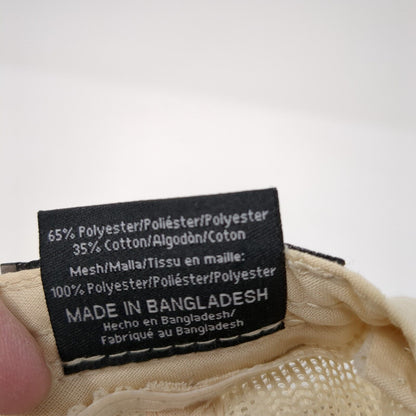 65% Polyester/Poliéster/Polyester
35% Cotton/Algodòn/Coton
Mesh/Malla/Tissu en maille:
100% Polyester/Poliéster/Polyester
MADE IN BANGLADESH
Hecho en Bangladesh/
Fabriqué au Bangladesh